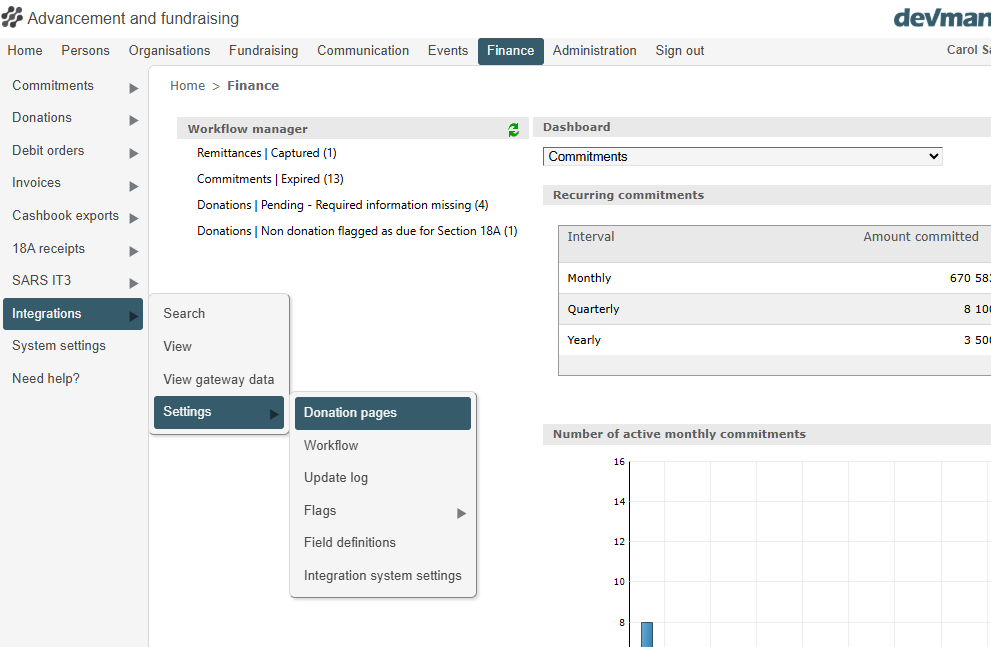 Advancement and fundraising
devman
Home Persons Organisations Fundraising Communication Events Finance Administration Sign out Carol
Commitments
Donations
Debit orders
Invoices
Cashbook exports
18A receipts
SARS IT3
Integrations
System settings
Need help?
Home > Finance
Workflow manager
Remittances | Captured (1)
Commitments | Expired (13)
Donations | Pending - Required information missing (4)
Donations | Non donation flagged as due for Section 18A (1)
Search
View
View gateway data
Settings
Donation pages
Workflow
Update log
Flags
Field definitions
Integration system settings
Dashboard
Commitments
Recurring commitments
Interval Amount committed
Monthly 670 58
Quarterly 8 10
Yearly 3 50
Number of active monthly commitments
16
14
12
10
8